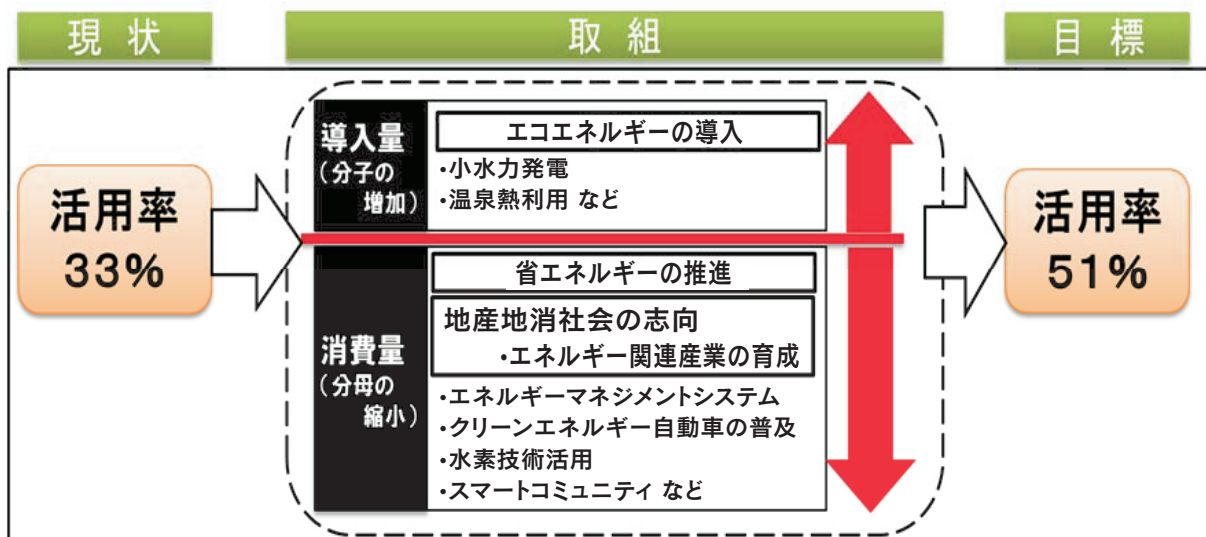 現状
取組
目標
活用率
33%
導入量
(分子の
増加)
エコエネルギーの導入
・小水力発電
・温泉熱利用 など
消費量
(分母の
縮小)
省エネルギーの推進
地産地消社会の志向
・エネルギー関連産業の育成
・エネルギーマネジメントシステム
・クリーンエネルギー自動車の普及
・水素技術活用
・スマートコミュニティ など
活用率
51%